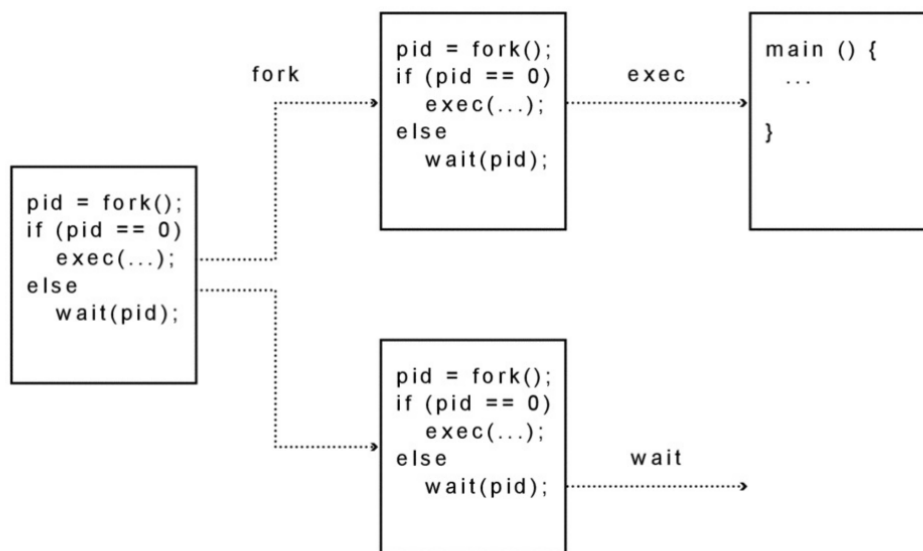 fork
pid = fork();
if (pid == 0)
exec(...);
else
wait(pid);
exec
main () {
...
}
pid = fork();
if (pid == 0)
exec(...);
else
wait(pid);
pid = fork();
if (pid == 0)
exec(...);
else
wait(pid);
wait